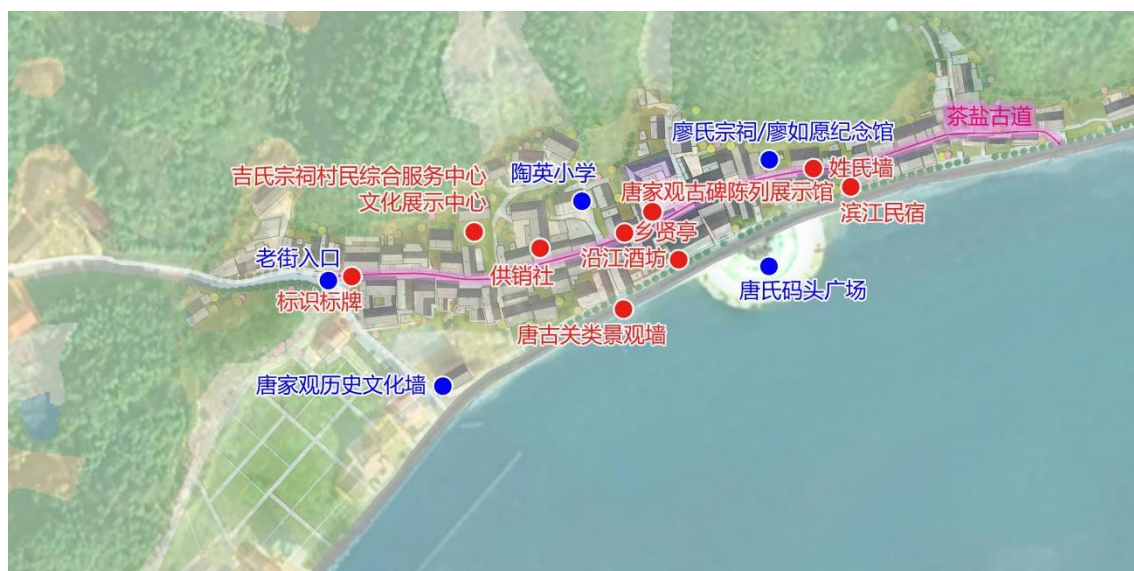 茶盐古道
廖氏宗祠/廖如愿纪念馆
姓氏墙
吉氏宗祠村民综合服务中心
文化展示中心
陶英小学
唐家观古碑陈列展示馆
滨江民宿
乡贤亭
老街入口
沿江酒坊
供销社
标识标牌
唐氏码头广场
唐古关类景观墙
唐家观历史文化墙